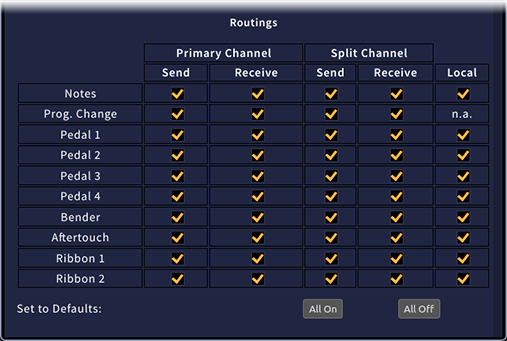 Routings
Primary Channel Split Channel
Send Receive Send Receive Local
Notes
Prog. Change n.a.
Pedal 1
Pedal 2
Pedal 3
Pedal 4
Bender
Aftertouch
Ribbon 1
Ribbon 2
Set to Defaults: All On All Off